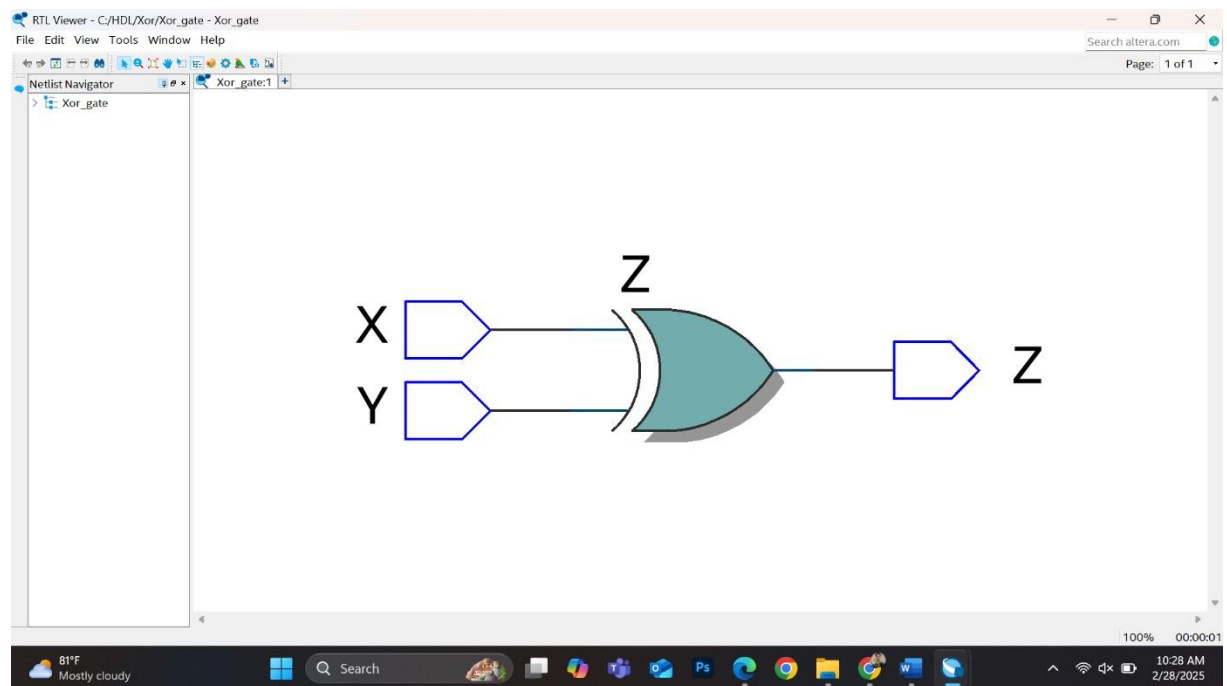 RTL Viewer - C:/HDL/Xor/Xor_gate - Xor_gate
File Edit View Tools Window Help
Search altera.com
Page: 1 of 1
Netlist Navigator
Xor_gate:1
Xor_gate
Z
X
Y
Z
100% 00:00:01
81°F
Mostly cloudy
Search
Ps
10:28 AM
2/28/2025